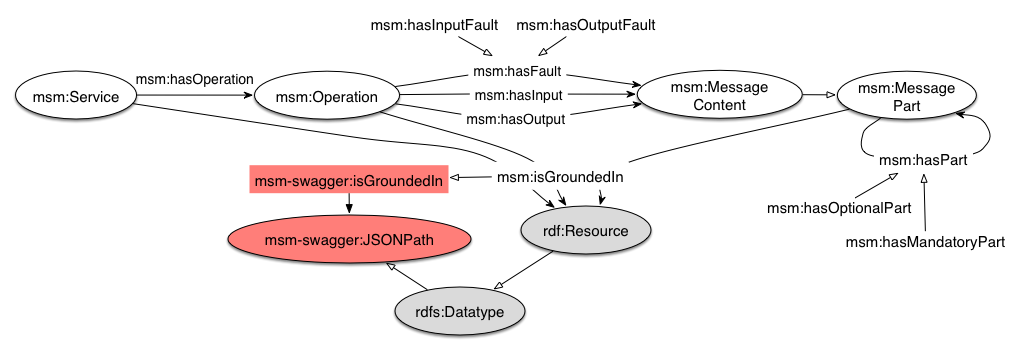 msm:hasInputFault
msm:hasOutputFault
msm:hasOperation
msm:hasFault
msm:Service
msm:Operation
msm:hasInput
msm:Message
Content
msm:Message
Part
msm:hasOutput
msm:hasPart
msm-swagger:isGroundedIn
msm:isGroundedIn
msm:hasOptionalPart
msm-swagger:JSONPath
rdf:Resource
msm:hasMandatoryPart
rdfs:Datatype